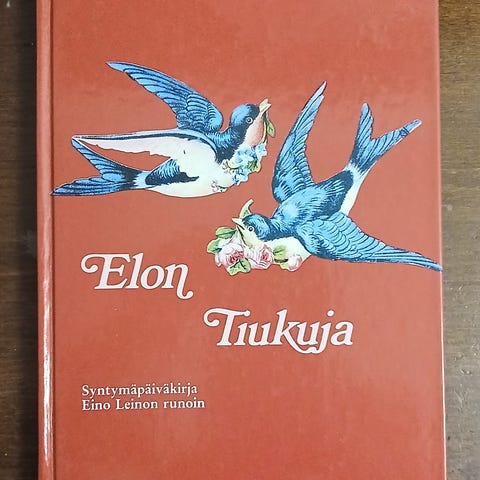 Elon
Tiukuja
Syntymäpäiväkirja
Eino Leinon runoin